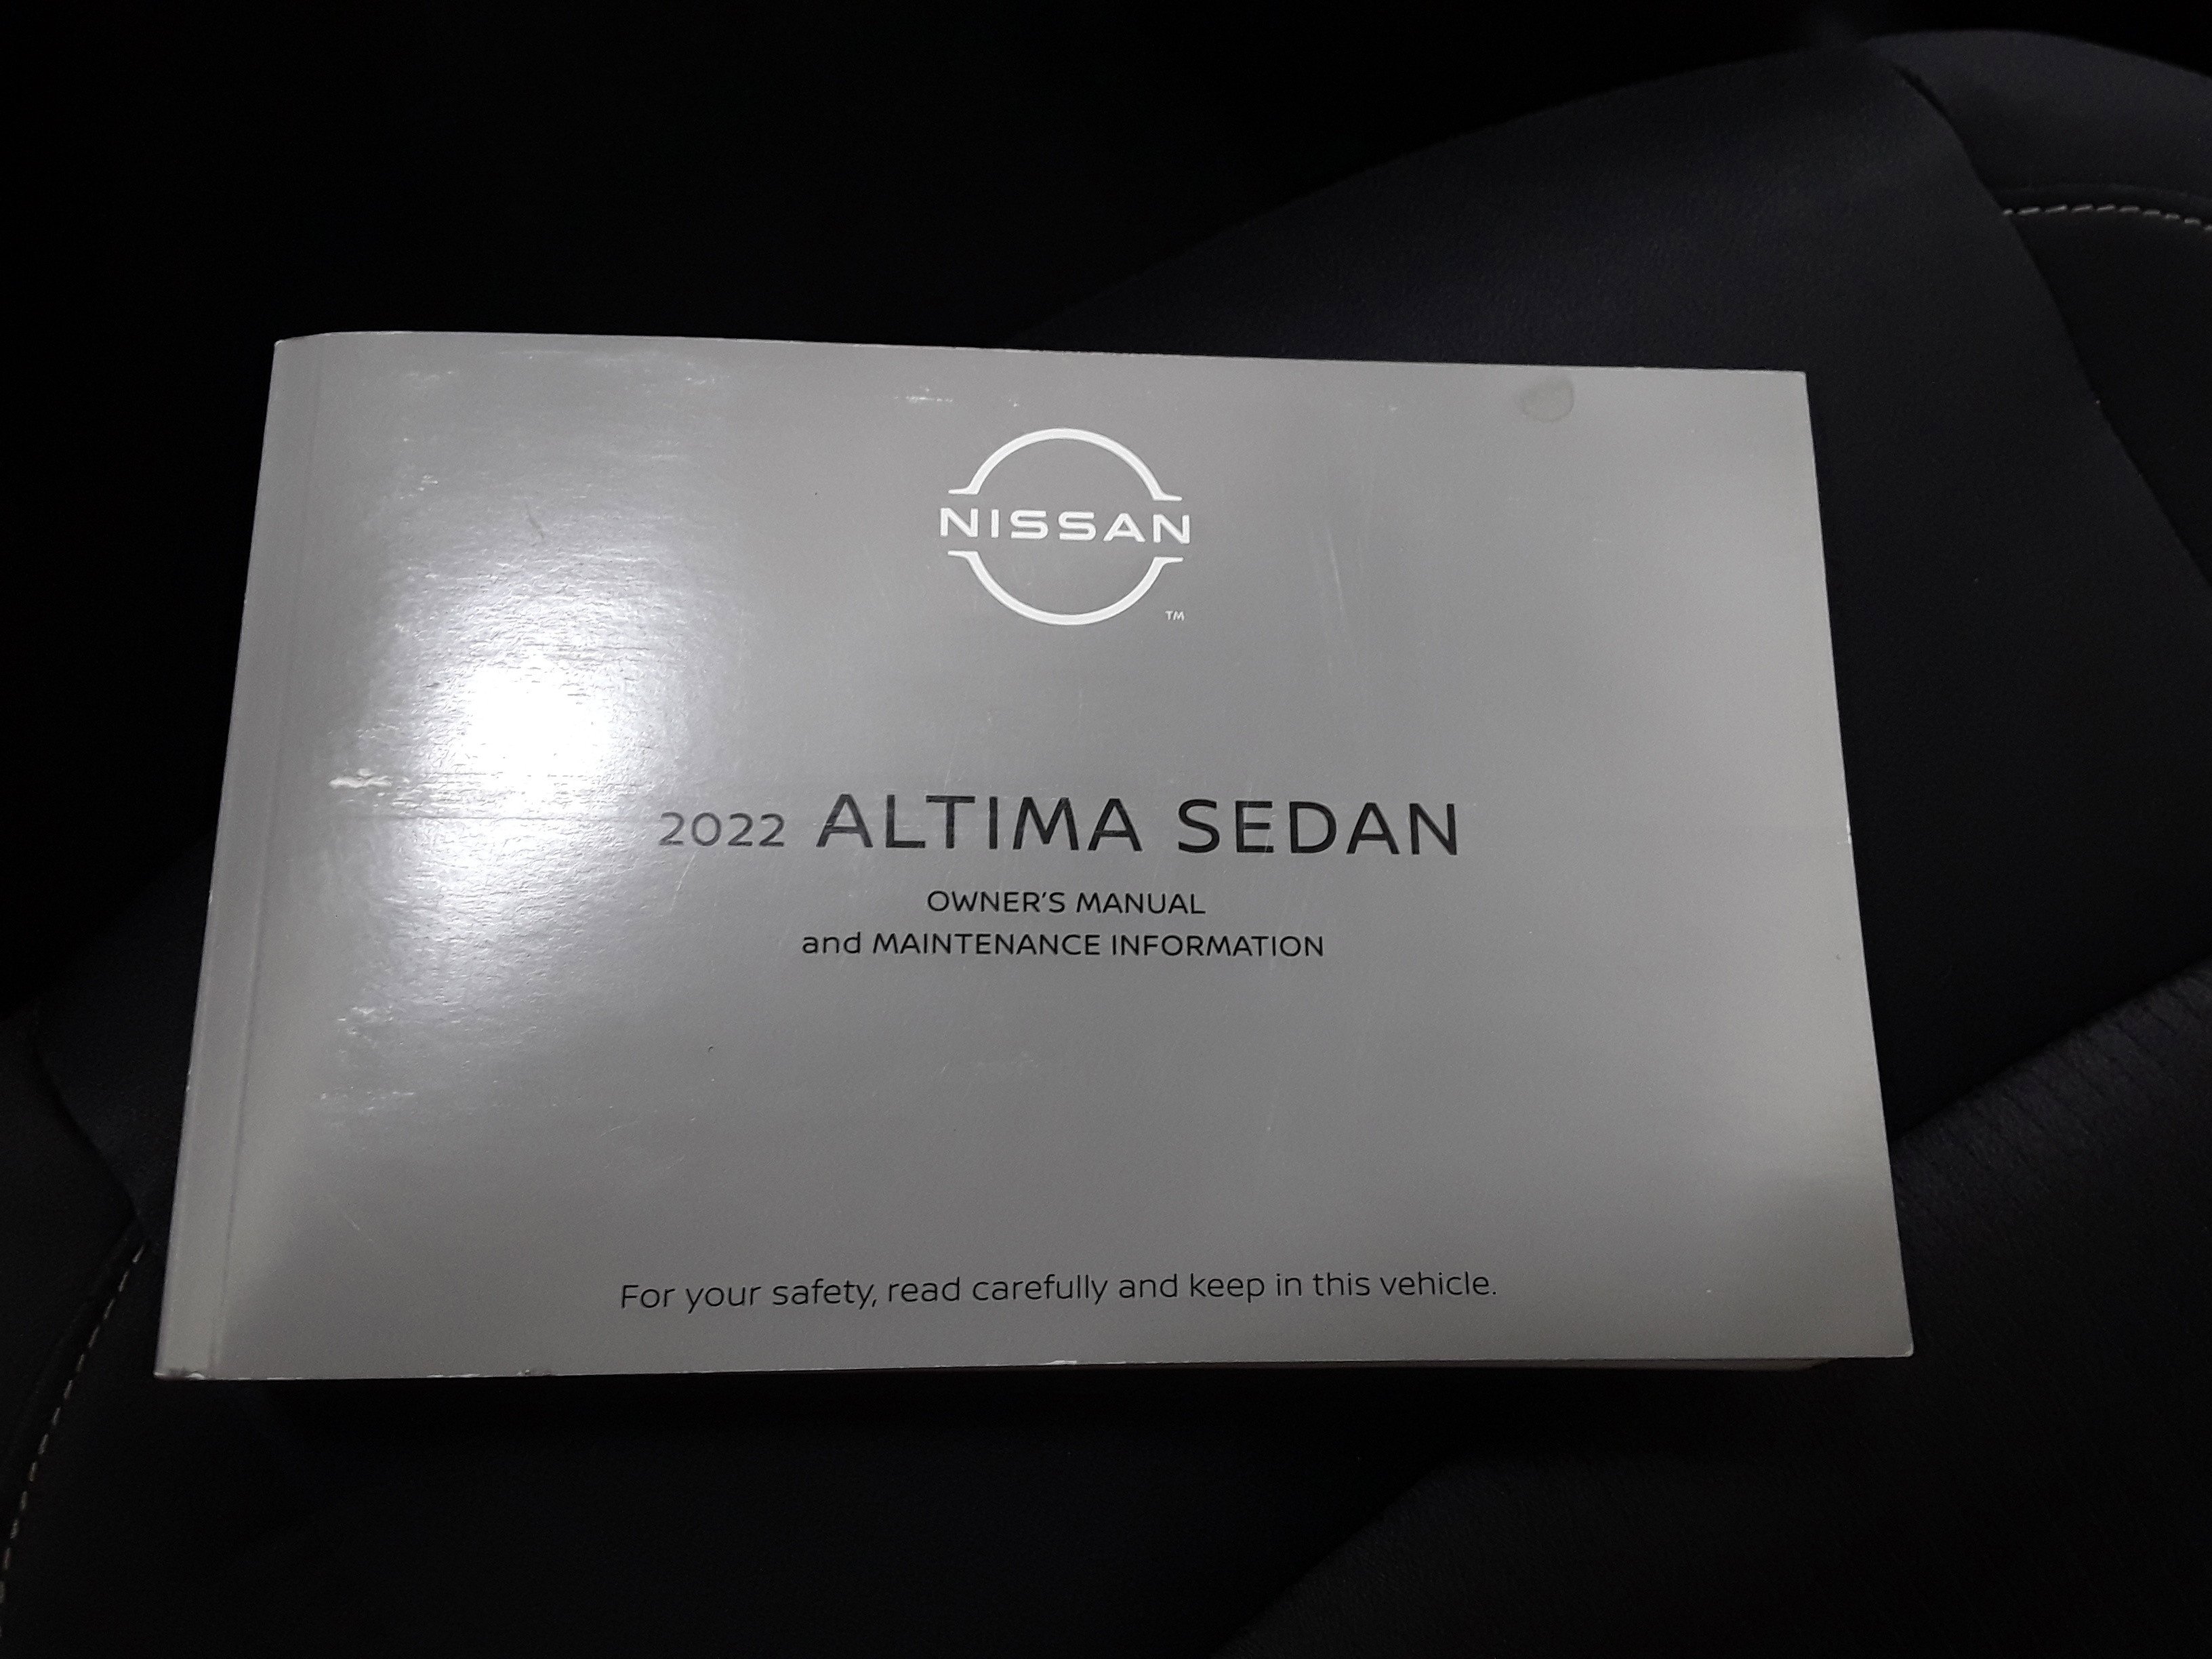 NISSAN
TM
2022 ALTIMA SEDAN
OWNER'S MANUAL
and MAINTENANCE INFORMATION
For your safety, read carefully and keep in this vehicle.